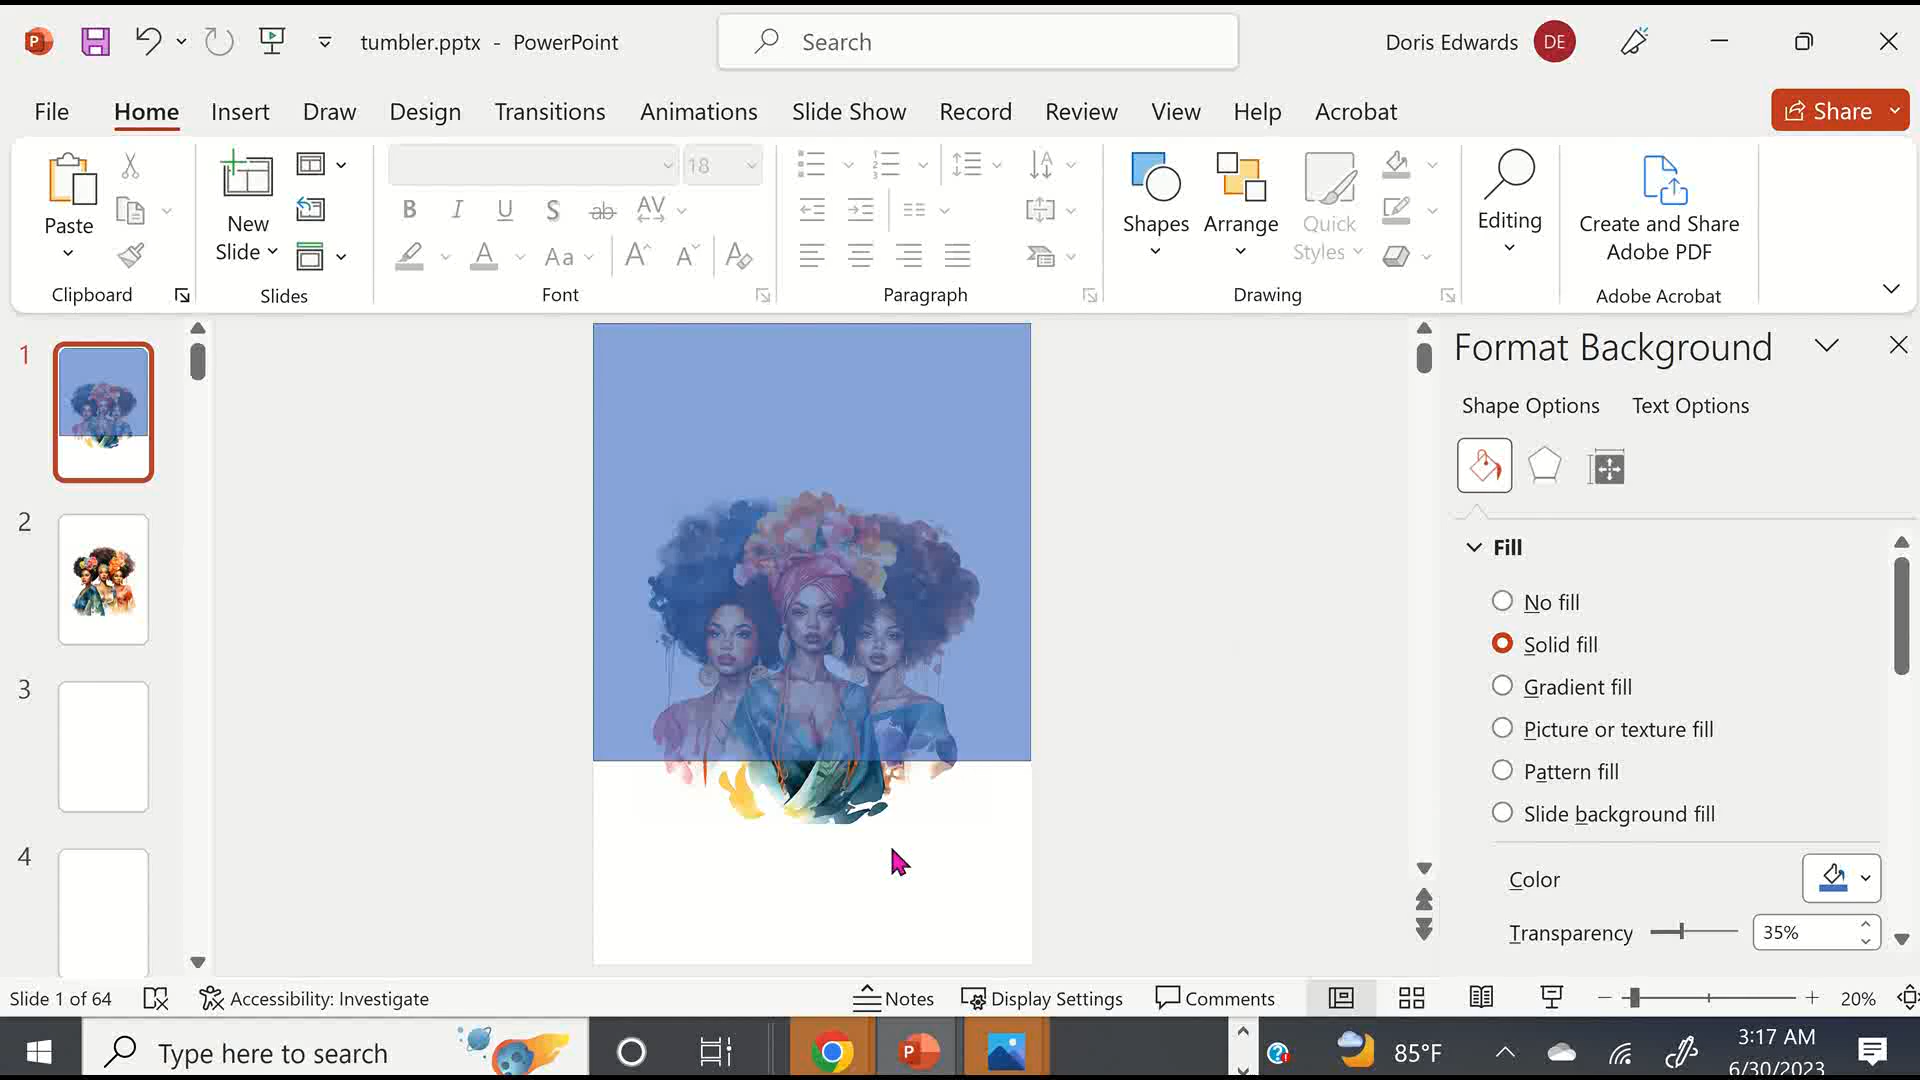 tumbler.pptx - PowerPoint
Search
Doris Edwards
DE
File
Home
Insert
Draw
Design
Transitions
Animations
Slide Show
Record
Review
View
Help
Acrobat
Share
Paste
New
Slide
18
B I U S ab AV
A Aa A A A
Shapes
Arrange
Quick
Styles
Editing
Create and Share
Adobe PDF
Clipboard
Slides
Font
Paragraph
Drawing
Adobe Acrobat
1
2
3
4
Format Background
Shape Options
Text Options
Fill
No fill
Solid fill
Gradient fill
Picture or texture fill
Pattern fill
Slide background fill
Color
Transparency
35%
Slide 1 of 64
Accessibility: Investigate
Notes
Display Settings
Comments
20%
Type here to search
85°F
3:17 AM
6/30/2023